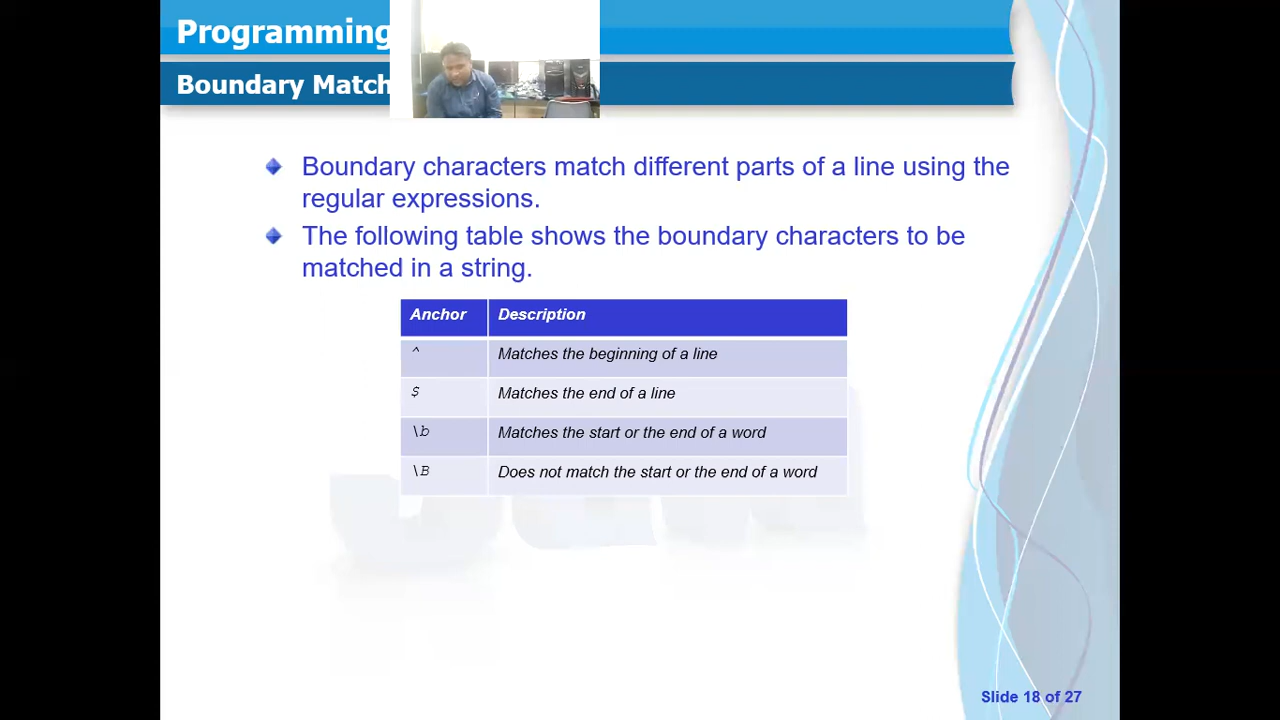 Programming
Boundary Match
Boundary characters match different parts of a line using the
regular expressions.
The following table shows the boundary characters to be
matched in a string.
Anchor Description
^ Matches the beginning of a line
$ Matches the end of a line
\b Matches the start or the end of a word
\B Does not match the start or the end of a word
Slide 18 of 27